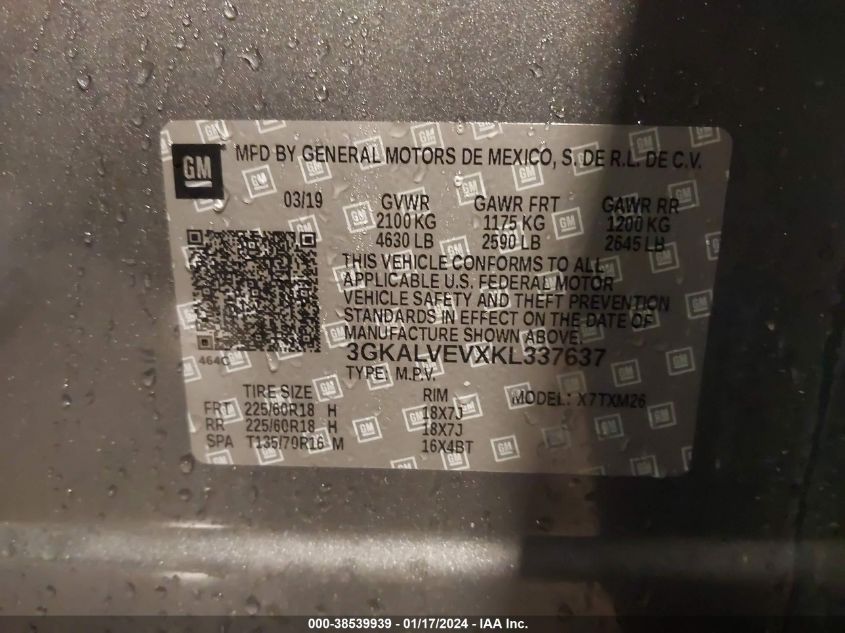 GM MFD BY GENERAL MOTORS DE MEXICO, S. DE R.L. DE C.V.
03/19 GVWR GAWR FRT GAWR RR
2100 KG 1175 KG 1200 KG
4630 LB 2590 LB 2645 LB
THIS VEHICLE CONFORMS TO ALL
APPLICABLE U.S. FEDERAL MOTOR
VEHICLE SAFETY AND THEFT PREVENTION
STANDARDS IN EFFECT ON THE DATE OF
MANUFACTURE SHOWN ABOVE.
464C 3GKALVEVXKL337637
TYPE: M.P.V.
TIRE SIZE RIM MODEL: X7TXM26
FRT 225/60R18 H 18X7J
RR 225/60R18 H 18X7J
SPA T135/70R16 M 16X4BT
000-38539939 - 01/17/2024 - IAA Inc.